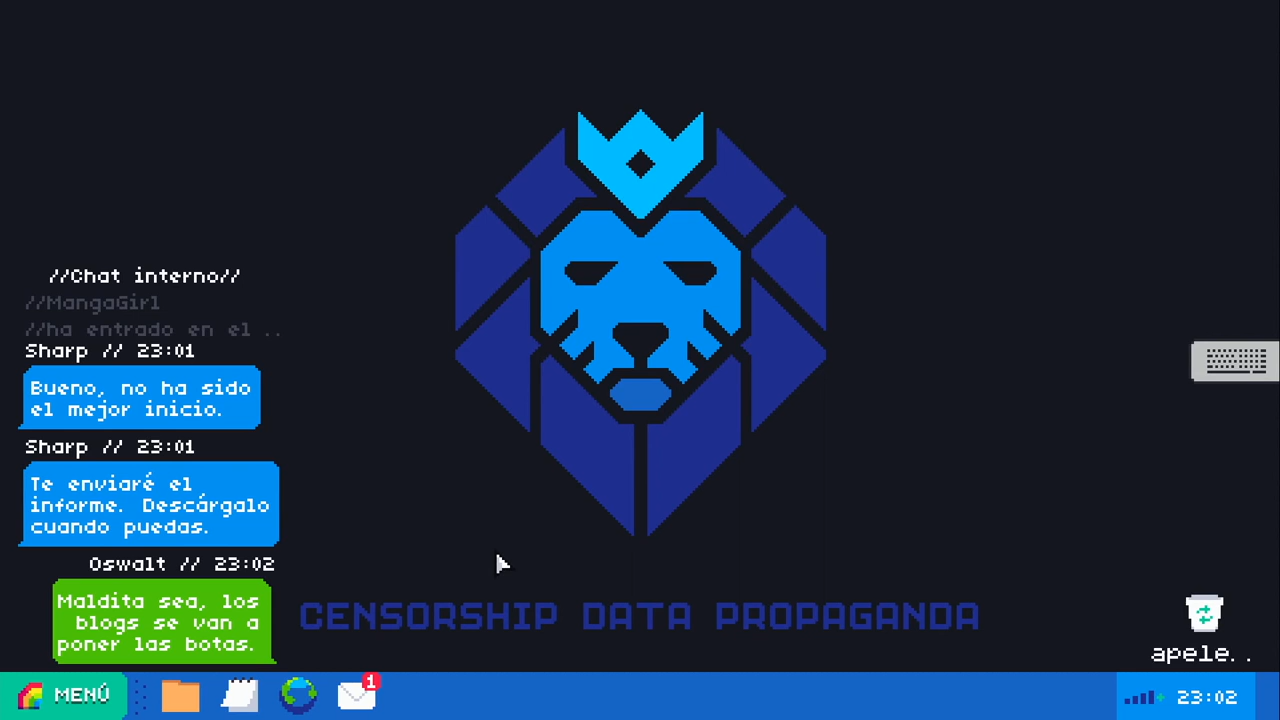 //Chat interno//
//MangaGirl
//ha entrado en el ..
Sharp // 23:01
Bueno, no ha sido
el mejor inicio.
Sharp // 23:01
Te enviaré el
informe. Descárgalo
cuando puedas.
Oswalt // 23:02
Maldita sea, los
blogs se van a
poner las botas.
CENSORSHIP DATA PROPAGANDA
apele..
MENÚ
1
23:02